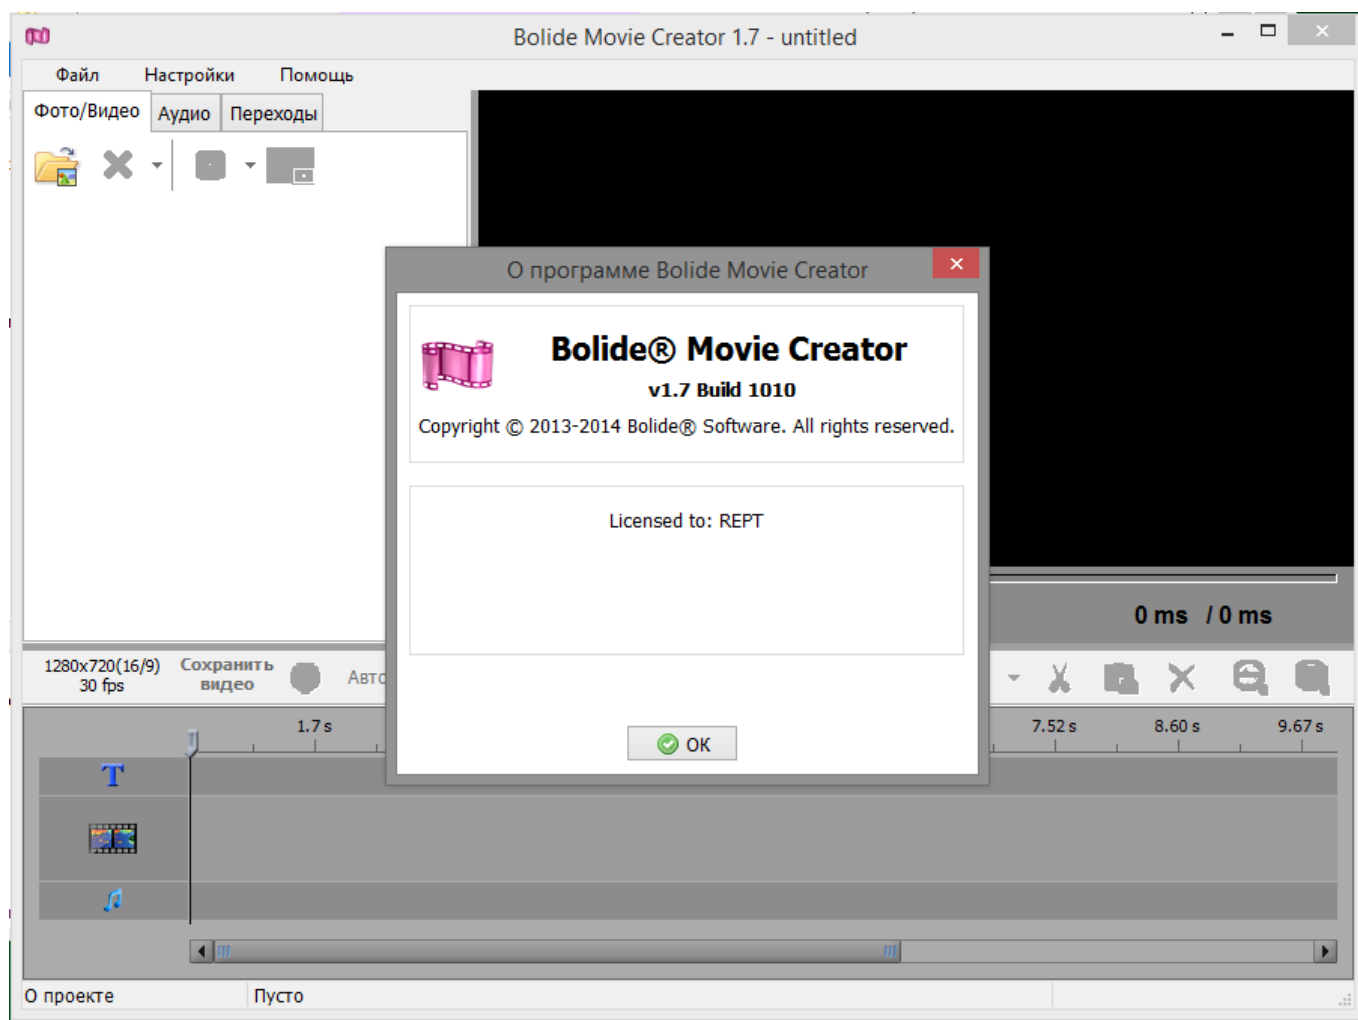 Bolide Movie Creator 1.7 - untitled
Файл Настройки Помощь
Фото/Видео Аудио Переходы
О программе Bolide Movie Creator
Bolide® Movie Creator
v1.7 Build 1010
Copyright © 2013-2014 Bolide® Software. All rights reserved.
Licensed to: REPT
OK
0 ms / 0 ms
1280x720(16/9)
30 fps
Сохранить
видео
1.7 s 7.52 s 8.60 s 9.67 s
T
О проекте Пусто